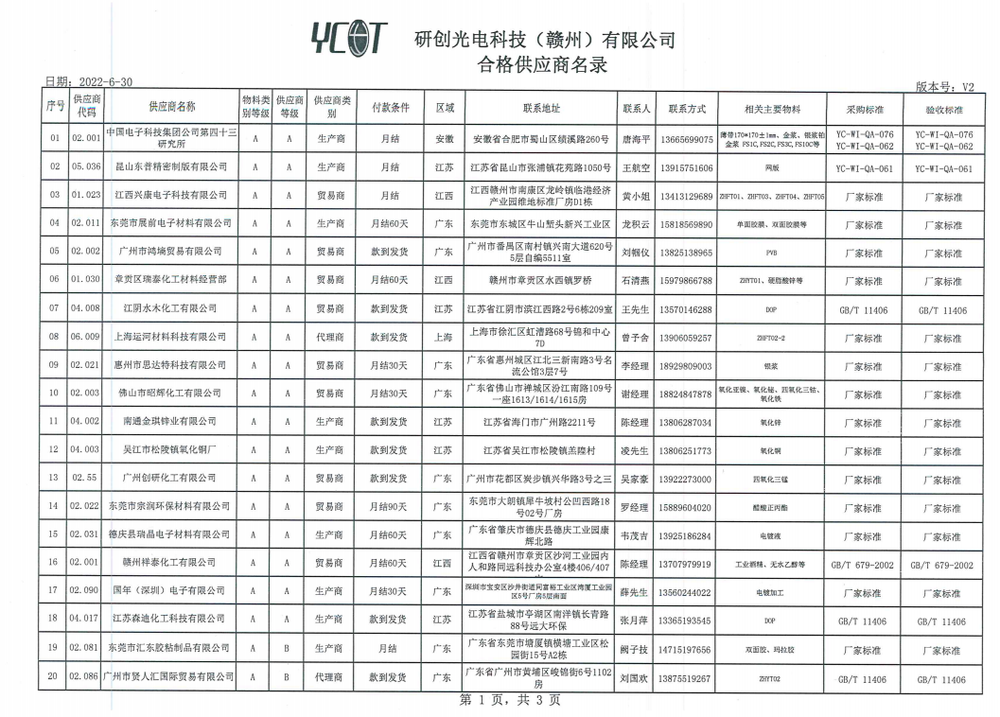 YCOT 研创光电科技（赣州）有限公司
合格供应商名录
日期：2022-6-30 版本号：V2
序号 供应商代码 供应商名称 物料类别等级 供应商等级 供应商类别 付款条件 区域 联系地址 联系人 联系方式 相关主要物料 采购标准 验收标准
01 02.001 中国电子科技集团公司第四十三研究所 A A 生产商 月结 安徽 安徽省合肥市蜀山区绩溪路260号 唐海平 13665699075 薄带170*170±1mm、金浆、银浆铂金浆 FS1C,FS2C,FS3C,FS10C等 YC-WI-QA-076 YC-WI-QA-062 YC-WI-QA-076 YC-WI-QA-062
02 05.036 昆山东普精密制版有限公司 A A 生产商 月结 江苏 江苏省昆山市张浦镇花苑路1050号 王航空 13915751606 网版 YC-WI-QA-061 YC-WI-QA-061
03 01.023 江西兴康电子科技有限公司 A A 贸易商 月结 江西 江西赣州市南康区龙岭镇临港经济产业园维地标准厂房D1栋 黄小姐 13413129689 ZHFT01、ZHFT03、ZHFT04、ZHFT05 厂家标准 厂家标准
04 02.011 东莞市展前电子材料有限公司 A A 生产商 月结60天 广东 东莞市东城区牛山堑头新兴工业区 龙积云 15818569890 单面胶膜、双面胶膜等 厂家标准 厂家标准
05 02.002 广州市鸿墒贸易有限公司 A A 贸易商 款到发货 广东 广州市番禺区南村镇兴南大道620号5层自编5511室 刘帼仪 13825138965 PVB 厂家标准 厂家标准
06 01.030 章贡区瑞泰化工材料经营部 A A 贸易商 月结60天 江西 赣州市章贡区水西镇罗桥 石清燕 15979866788 ZHYT01、硬脂酸锌等 厂家标准 厂家标准
07 04.008 江阴水木化工有限公司 A A 贸易商 款到发货 江苏 江苏省江阴市滨江西路2号6栋209室 王先生 13570146288 DOP GB/T 11406 GB/T 11406
08 06.009 上海运河材料科技有限公司 A A 代理商 款到发货 上海 上海市徐汇区虹漕路68号锦和中心7D 曾子舍 13906059257 ZHFT02-2 厂家标准 厂家标准
09 02.021 惠州市思达特科技有限公司 A A 贸易商 月结30天 广东 广东省惠州城区江北三新南路3号名流公馆3层7号 李经理 18929809003 银浆 厂家标准 厂家标准
10 02.003 佛山市昭辉化工有限公司 A A 贸易商 月结30天 广东 广东省佛山市禅城区汾江南路109号一座1613/1614/1615房 谢经理 18824847878 氧化亚镍、氧化铋、四氧化三钴、氧化铁 厂家标准 厂家标准
11 04.002 南通金琪锌业有限公司 A A 生产商 款到发货 江苏 江苏省海门市广州路2211号 陈经理 13806287034 氧化锌 厂家标准 厂家标准
12 04.003 吴江市松陵镇氧化铜厂 A A 生产商 款到发货 江苏 江苏省吴江市松陵镇羔隍村 凌先生 13806251773 氧化铜 厂家标准 厂家标准
13 02.55 广州创研化工有限公司 A A 贸易商 款到发货 广东 广州市花都区炭步镇兴华路3号之三 吴家豪 13922273000 四氧化三锰 厂家标准 厂家标准
14 02.022 东莞市宗润环保材料有限公司 A A 贸易商 月结90天 广东 东莞市大朗镇犀牛坡村公凹西路18号02号厂房 罗经理 15889604020 醋酸正丙酯 厂家标准 厂家标准
15 02.031 德庆县瑞晶电子材料有限公司 A A 生产商 月结60天 广东 广东省肇庆市德庆县德庆工业园康辉北路 韦茂吉 13925186284 电镀液 厂家标准 厂家标准
16 02.001 赣州祥泰化工有限公司 A A 贸易商 月结60天 江西 江西省赣州市章贡区沙河工业园内人和路同远科技办公室4楼406/407 陈经理 13707979919 工业酒精、无水乙醇等 GB/T 679-2002 GB/T 679-2002
17 02.090 国年（深圳）电子有限公司 A A 生产商 月结30天 广东 深圳市宝安区沙井街道同富裕工业区湾厦工业园区5号厂房5层南面 薛先生 13560244022 电镀加工 厂家标准 厂家标准
18 04.017 江苏森迪化工科技有限公司 A A 生产商 款到发货 江苏 江苏省盐城市亭湖区南洋镇长青路88号远大环保 张月萍 13365193545 DOP GB/T 11406 GB/T 11406
19 02.081 东莞市汇东胶粘制品有限公司 A B 生产商 月结 广东 广东省东莞市塘厦镇横塘工业区松园街15号A2栋 阙子技 14715197656 双面胶、玛拉胶 厂家标准 厂家标准
20 02.086 广州市贤人汇国际贸易有限公司 A B 代理商 款到发货 广东 广东省广州市黄埔区峻锦街6号1102房 刘国欢 13875519267 ZHYT02 GB/T 11406 GB/T 11406
第 1 页，共 3 页